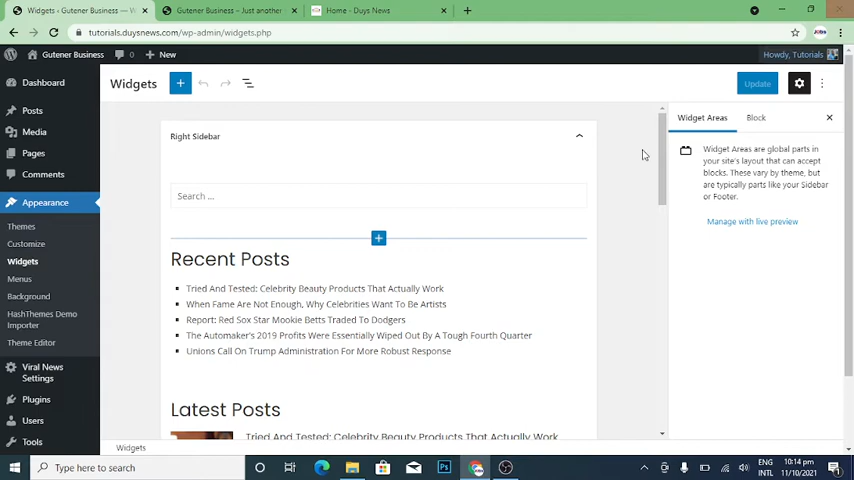 Widgets ‹ Gutener Business — W
Gutener Business – Just another
Home - Duys News
tutorials.duysnews.com/wp-admin/widgets.php
Gutener Business
0
New
Howdy, Tutorials
Dashboard
Posts
Media
Pages
Comments
Appearance
Themes
Customize
Widgets
Menus
Background
HashThemes Demo
Importer
Theme Editor
Viral News
Settings
Plugins
Users
Tools
Widgets
Update
Right Sidebar
Search ...
Recent Posts
Tried And Tested: Celebrity Beauty Products That Actually Work
When Fame Are Not Enough, Why Celebrities Want To Be Artists
Report: Red Sox Star Mookie Betts Traded To Dodgers
The Automaker's 2019 Profits Were Essentially Wiped Out By A Tough Fourth Quarter
Unions Call On Trump Administration For More Robust Response
Latest Posts
Tried And Tested: Celebrity Beauty Products That Actually Work
Widget Areas
Block
Widget Areas are global parts in
your site's layout that can accept
blocks. These vary by theme, but
are typically parts like your Sidebar
or Footer.
Manage with live preview
Widgets
Type here to search
Ps
ENG
INTL
10:14 pm
11/10/2021